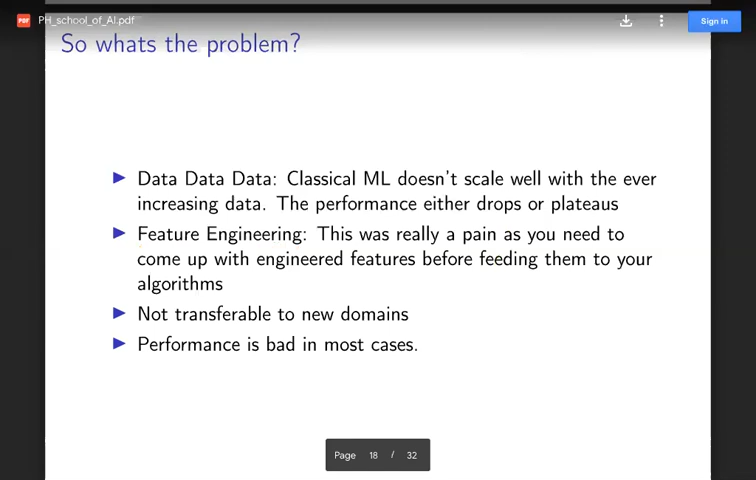 PDF
PH_school_of_AI.pdf
Sign in
So whats the problem?
Data Data Data: Classical ML doesn't scale well with the ever
increasing data. The performance either drops or plateaus
Feature Engineering: This was really a pain as you need to
come up with engineered features before feeding them to your
algorithms
Not transferable to new domains
Performance is bad in most cases.
Page 18 / 32